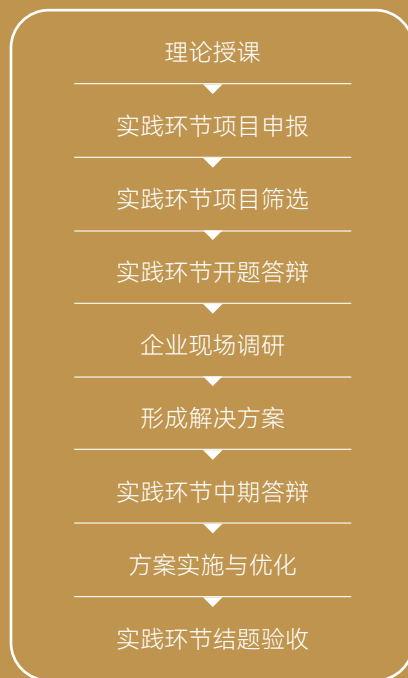 理论授课
实践环节项目申报
实践环节项目筛选
实践环节开题答辩
企业现场调研
形成解决方案
实践环节中期答辩
方案实施与优化
实践环节结题验收